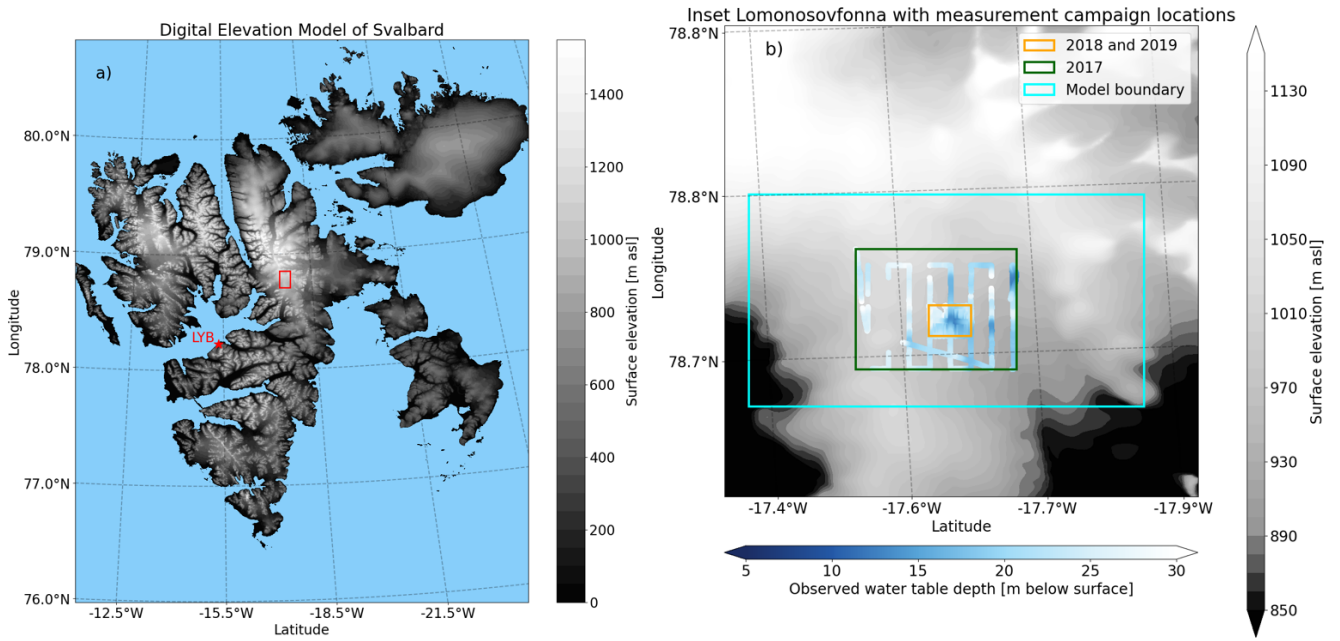 Digital Elevation Model of Svalbard
a)
80.0°N
79.0°N
78.0°N
77.0°N
76.0°N
Longitude
LYB
-12.5°W
-15.5°W
-18.5°W
-21.5°W
Latitude
1400
1200
1000
800
600
400
200
0
Surface elevation [m asl]
Inset Lomonosovfonna with measurement campaign locations
b)
2018 and 2019
2017
Model boundary
78.8°N
78.8°N
78.7°N
Longitude
-17.4°W
-17.6°W
-17.7°W
-17.9°W
Latitude
5
10
15
20
25
30
Observed water table depth [m below surface]
1130
1090
1050
1010
970
930
890
850
Surface elevation [m asl]